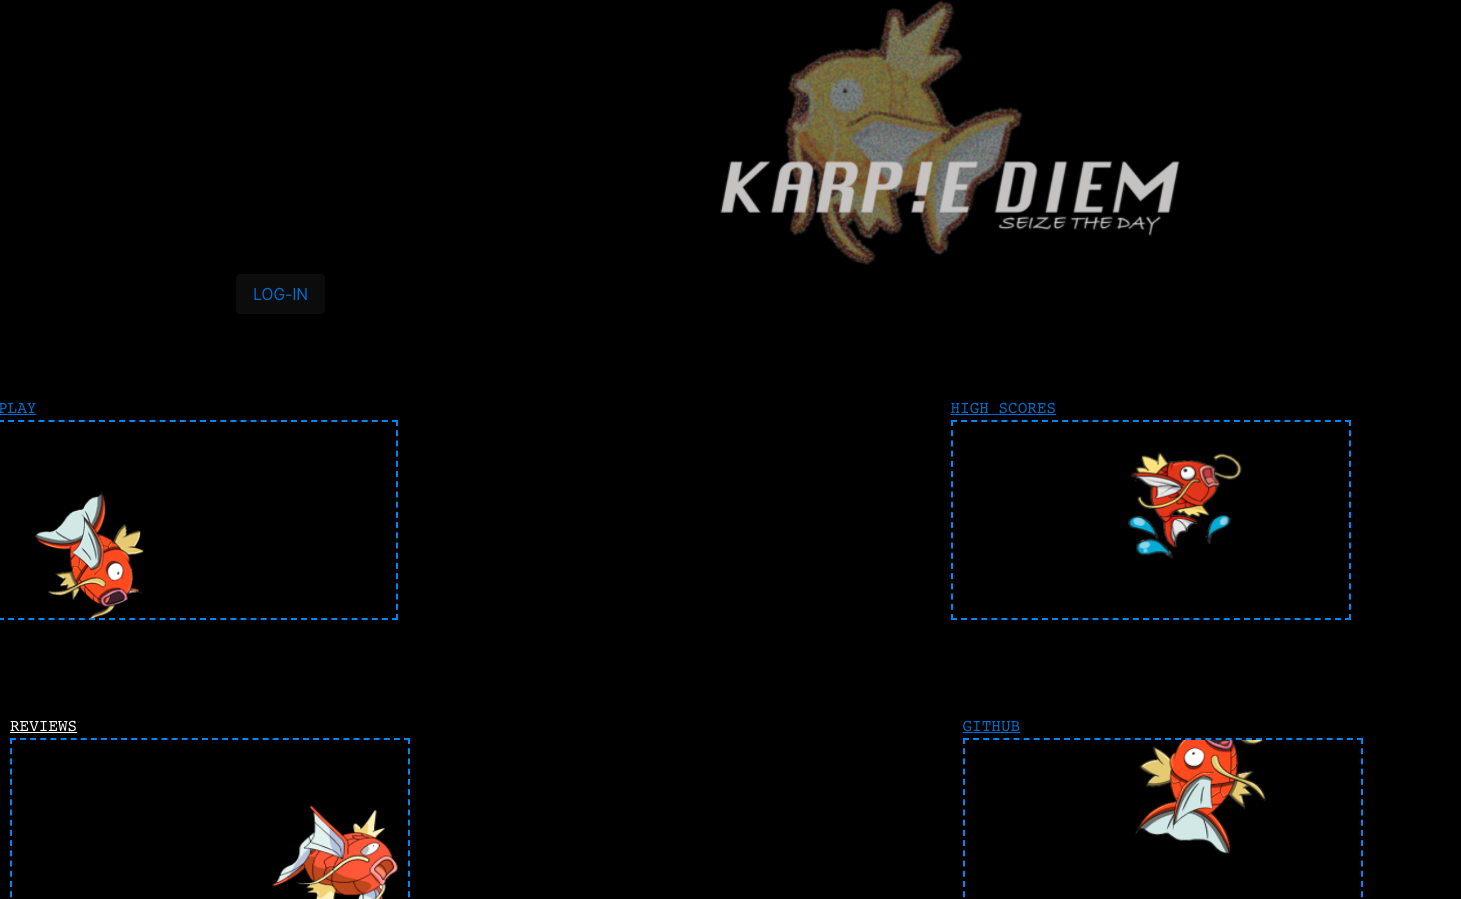 KARP!E DIEM
SEIZE THE DAY
LOG-IN
PLAY
HIGH SCORES
REVIEWS
GITHUB